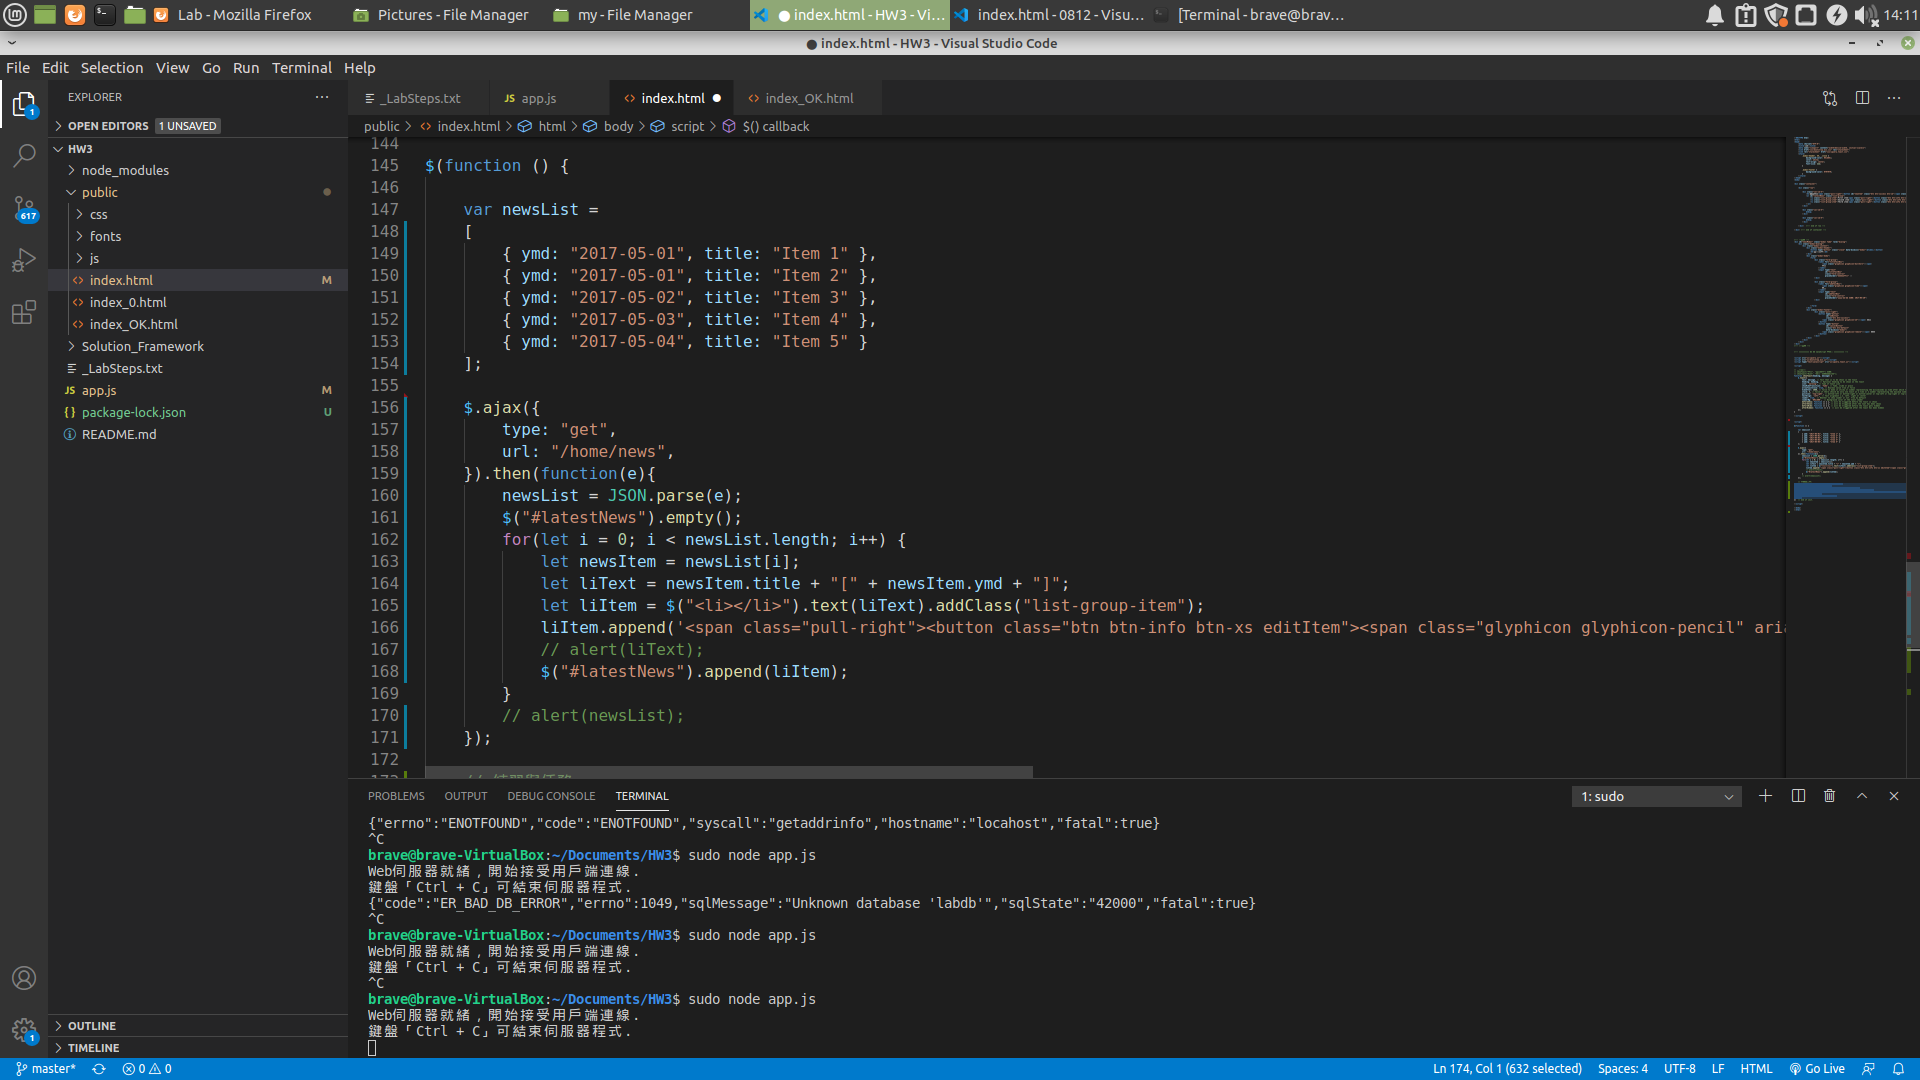 Lab - Mozilla Firefox
Pictures - File Manager
my - File Manager
● index.html - HW3 - Vi...
index.html - 0812 - Visu...
[Terminal - brave@brav...
14:11
● index.html - HW3 - Visual Studio Code
File Edit Selection View Go Run Terminal Help
EXPLORER
_LabSteps.txt
JS app.js
index.html ●
index_OK.html
OPEN EDITORS 1 UNSAVED
public > index.html > html > body > script > $() callback
HW3
node_modules
public
css
fonts
js
index.html M
index_0.html
index_OK.html
Solution_Framework
_LabSteps.txt
JS app.js M
{} package-lock.json U
README.md
OUTLINE
TIMELINE
1
617
1
144
145 $(function () {
146
147 var newsList =
148 [
149 { ymd: "2017-05-01", title: "Item 1" },
150 { ymd: "2017-05-01", title: "Item 2" },
151 { ymd: "2017-05-02", title: "Item 3" },
152 { ymd: "2017-05-03", title: "Item 4" },
153 { ymd: "2017-05-04", title: "Item 5" }
154 ];
155
156 $.ajax({
157 type: "get",
158 url: "/home/news",
159 }).then(function(e){
160 newsList = JSON.parse(e);
161 $("#latestNews").empty();
162 for(let i = 0; i < newsList.length; i++) {
163 let newsItem = newsList[i];
164 let liText = newsItem.title + "[" + newsItem.ymd + "]";
165 let liItem = $("<li></li>").text(liText).addClass("list-group-item");
166 liItem.append('<span class="pull-right"><button class="btn btn-info btn-xs editItem"><span class="glyphicon glyphicon-pencil" aria
167 // alert(liText);
168 $("#latestNews").append(liItem);
169 }
170 // alert(newsList);
171 });
172
PROBLEMS OUTPUT DEBUG CONSOLE TERMINAL
1: sudo
{"errno":"ENOTFOUND","code":"ENOTFOUND","syscall":"getaddrinfo","hostname":"locahost","fatal":true}
^C
brave@brave-VirtualBox:~/Documents/HW3$ sudo node app.js
Web伺服器就緒，開始接受用戶端連線.
鍵盤「Ctrl + C」可結束伺服器程式.
{"code":"ER_BAD_DB_ERROR","errno":1049,"sqlMessage":"Unknown database 'labdb'","sqlState":"42000","fatal":true}
^C
brave@brave-VirtualBox:~/Documents/HW3$ sudo node app.js
Web伺服器就緒，開始接受用戶端連線.
鍵盤「Ctrl + C」可結束伺服器程式.
^C
brave@brave-VirtualBox:~/Documents/HW3$ sudo node app.js
Web伺服器就緒，開始接受用戶端連線.
鍵盤「Ctrl + C」可結束伺服器程式.
master* 0 0
Ln 174, Col 1 (632 selected) Spaces: 4 UTF-8 LF HTML Go Live